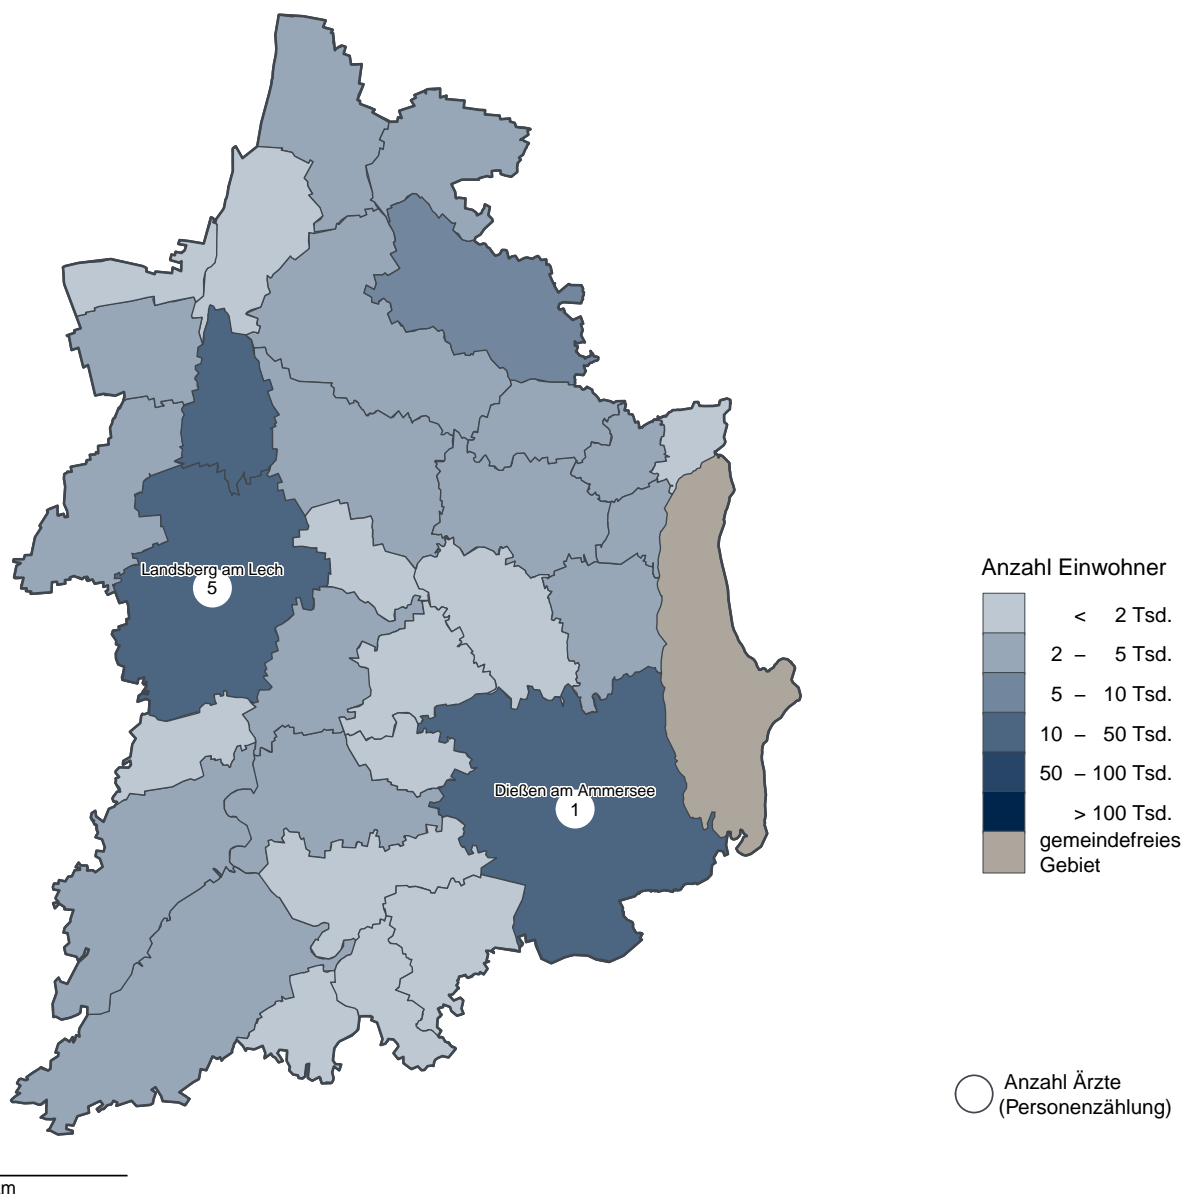 Landsberg am Lech
5
Dießen am Ammersee
1
Anzahl Einwohner
< 2 Tsd.
2 – 5 Tsd.
5 – 10 Tsd.
10 – 50 Tsd.
50 – 100 Tsd.
> 100 Tsd.
gemeindefreies
Gebiet
Anzahl Ärzte
(Personenzählung)